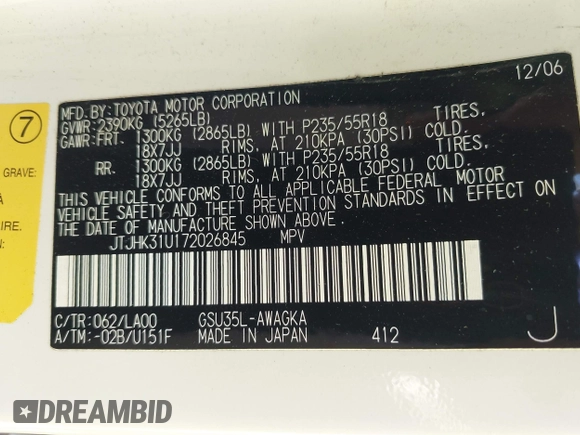 12/06
MFD. BY: TOYOTA MOTOR CORPORATION
GVWR: 2390KG (5265LB)
GAWR: FRT. 1300KG (2865LB) WITH P235/55R18 TIRES,
18X7JJ RIMS, AT 210KPA (30PSI) COLD.
RR. 1300KG (2865LB) WITH P235/55R18 TIRES,
18X7JJ RIMS, AT 210KPA (30PSI) COLD.
THIS VEHICLE CONFORMS TO ALL APPLICABLE FEDERAL MOTOR
VEHICLE SAFETY AND THEFT PREVENTION STANDARDS IN EFFECT ON
THE DATE OF MANUFACTURE SHOWN ABOVE.
JTJHK31U172026845 MPV
C/TR: 062/LA00 GSU35L-AWAGKA
A/TM: -02B/U151F MADE IN JAPAN 412 J
7
GRAVE:
A
IRE.
N:
DREAMBID